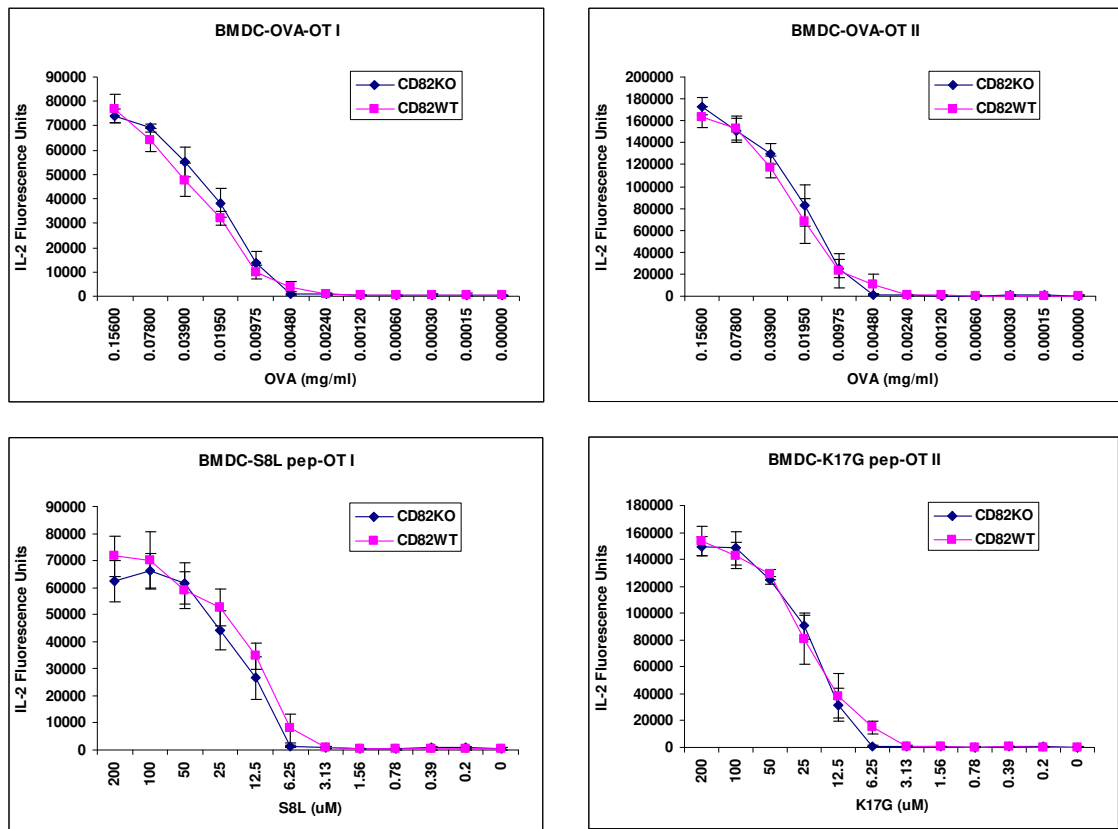 BMDC-OVA-OT I
CD82KO
CD82WT
IL-2 Fluorescence Units
90000
80000
70000
60000
50000
40000
30000
20000
10000
0
0.15600 0.07800 0.03900 0.01950 0.00975 0.00480 0.00240 0.00120 0.00060 0.00030 0.00015 0.00000
OVA (mg/ml)
BMDC-OVA-OT II
CD82KO
CD82WT
IL-2 Fluorescence Units
200000
180000
160000
140000
120000
100000
80000
60000
40000
20000
0
0.15600 0.07800 0.03900 0.01950 0.00975 0.00480 0.00240 0.00120 0.00060 0.00030 0.00015 0.00000
OVA (mg/ml)
BMDC-S8L pep-OT I
CD82KO
CD82WT
IL-2 Fluorescence Units
90000
80000
70000
60000
50000
40000
30000
20000
10000
0
200 100 50 25 12.5 6.25 3.13 1.56 0.78 0.39 0.2 0
S8L (uM)
BMDC-K17G pep-OT II
CD82KO
CD82WT
IL-2 Fluorescence Units
180000
160000
140000
120000
100000
80000
60000
40000
20000
0
200 100 50 25 12.5 6.25 3.13 1.56 0.78 0.39 0.2 0
K17G (uM)